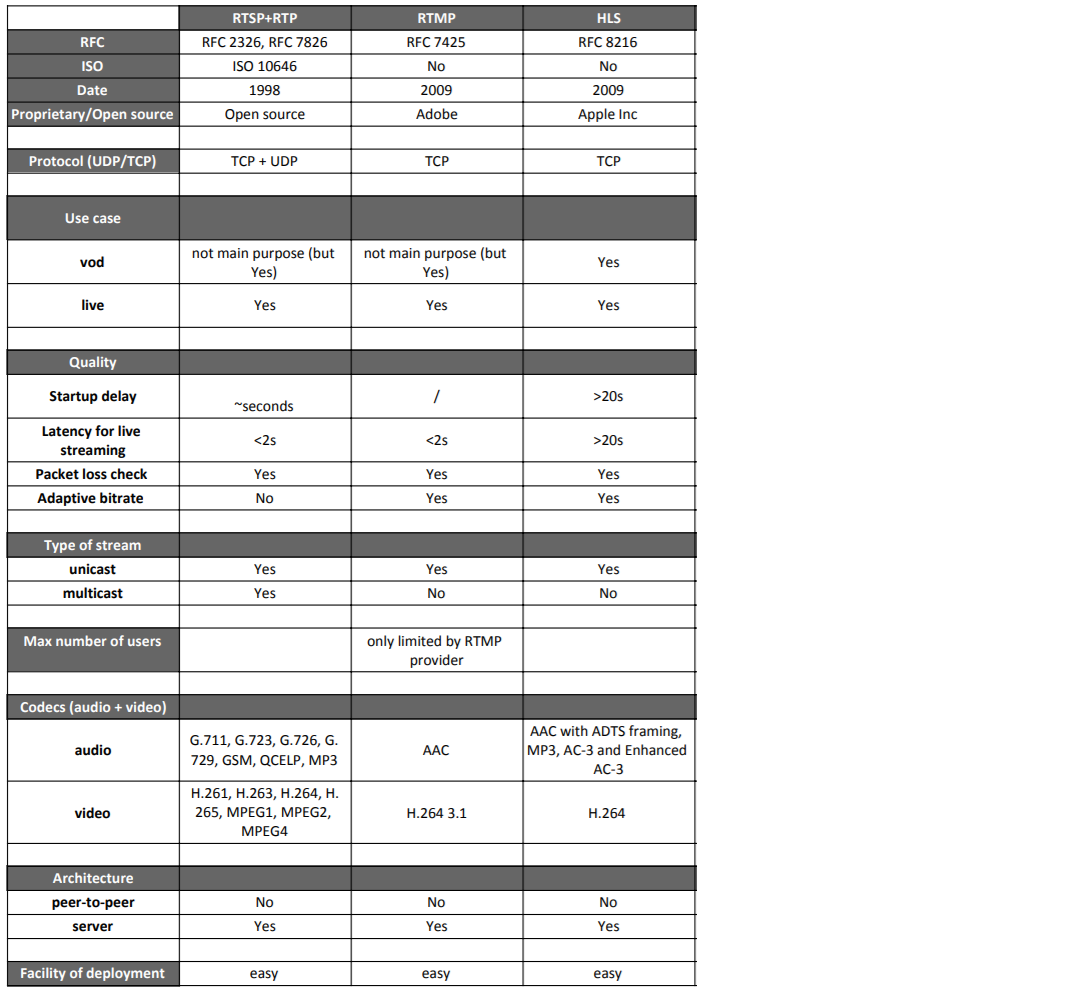 RTSP+RTP RTMP HLS
RFC RFC 2326, RFC 7826 RFC 7425 RFC 8216
ISO ISO 10646 No No
Date 1998 2009 2009
Proprietary/Open source Open source Adobe Apple Inc
Protocol (UDP/TCP) TCP + UDP TCP TCP
Use case
vod not main purpose (but Yes) not main purpose (but Yes) Yes
live Yes Yes Yes
Quality
Startup delay ~seconds / >20s
Latency for live streaming <2s <2s >20s
Packet loss check Yes Yes Yes
Adaptive bitrate No Yes Yes
Type of stream
unicast Yes Yes Yes
multicast Yes No No
Max number of users only limited by RTMP provider
Codecs (audio + video)
audio G.711, G.723, G.726, G. 729, GSM, QCELP, MP3 AAC AAC with ADTS framing, MP3, AC-3 and Enhanced AC-3
video H.261, H.263, H.264, H. 265, MPEG1, MPEG2, MPEG4 H.264 3.1 H.264
Architecture
peer-to-peer No No No
server Yes Yes Yes
Facility of deployment easy easy easy